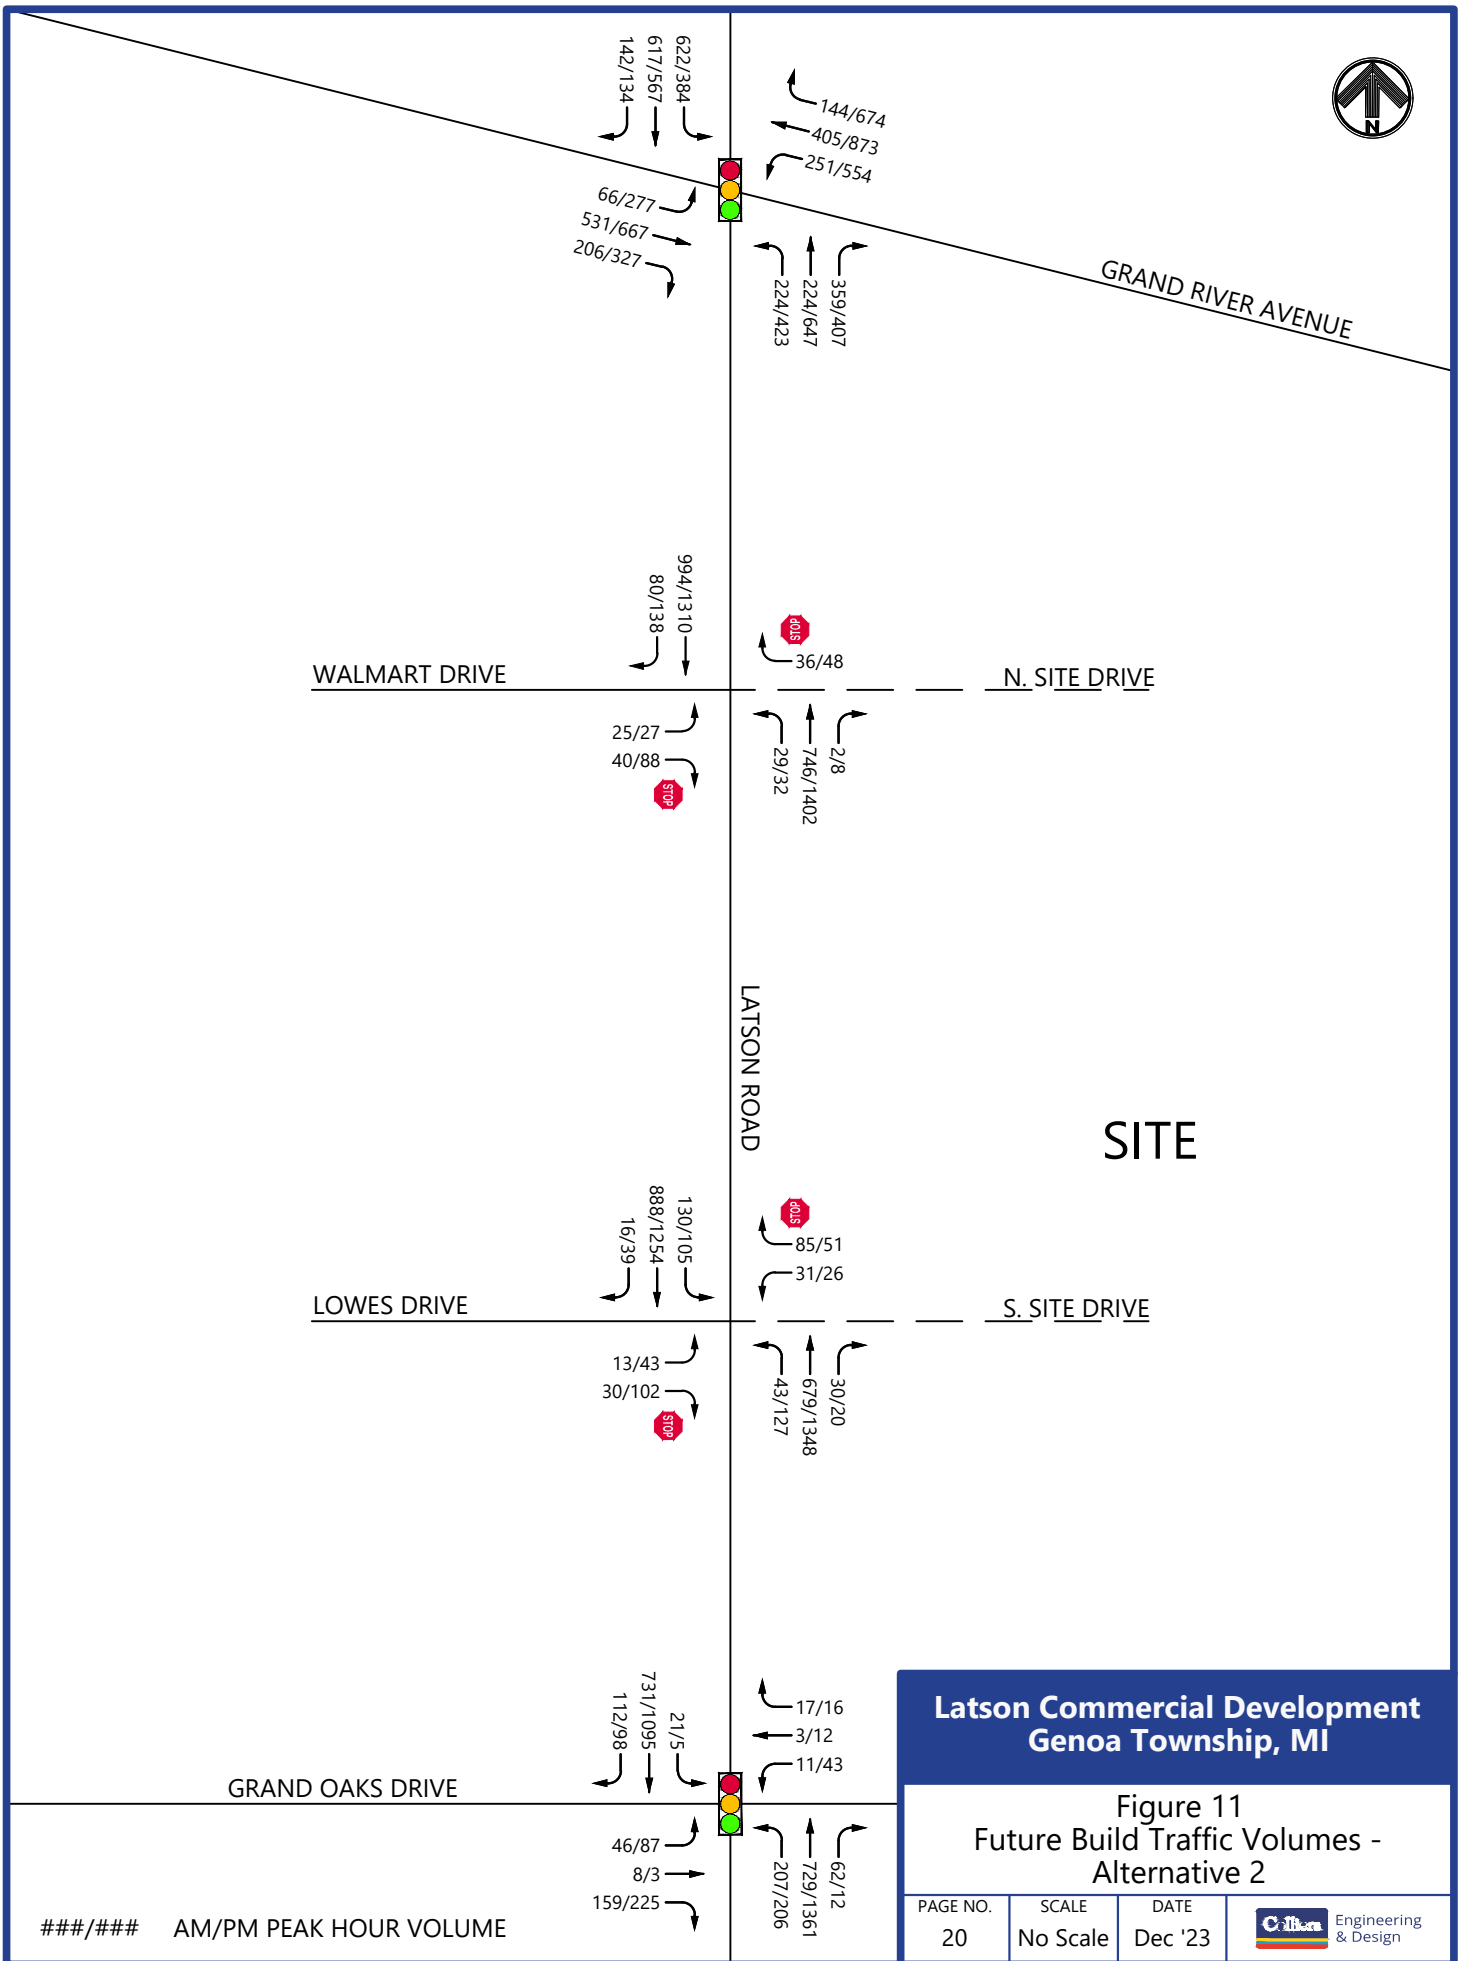 622/384
617/567
142/134
144/674
405/873
251/554
N
66/277
531/667
206/327
359/407
224/647
224/423
GRAND RIVER AVENUE
994/1310
80/138
STOP
36/48
WALMART DRIVE
N. SITE DRIVE
25/27
40/88
STOP
2/8
746/1402
29/32
LATSON ROAD
SITE
130/105
888/1254
16/39
STOP
85/51
31/26
LOWES DRIVE
S. SITE DRIVE
13/43
30/102
STOP
30/20
679/1348
43/127
21/5
731/1095
112/98
17/16
3/12
11/43
GRAND OAKS DRIVE
46/87
8/3
159/225
62/12
729/1361
207/206
###/### AM/PM PEAK HOUR VOLUME
Latson Commercial Development
Genoa Township, MI
Figure 11
Future Build Traffic Volumes -
Alternative 2
PAGE NO.
20
SCALE
No Scale
DATE
Dec '23
Colliers
Engineering
& Design